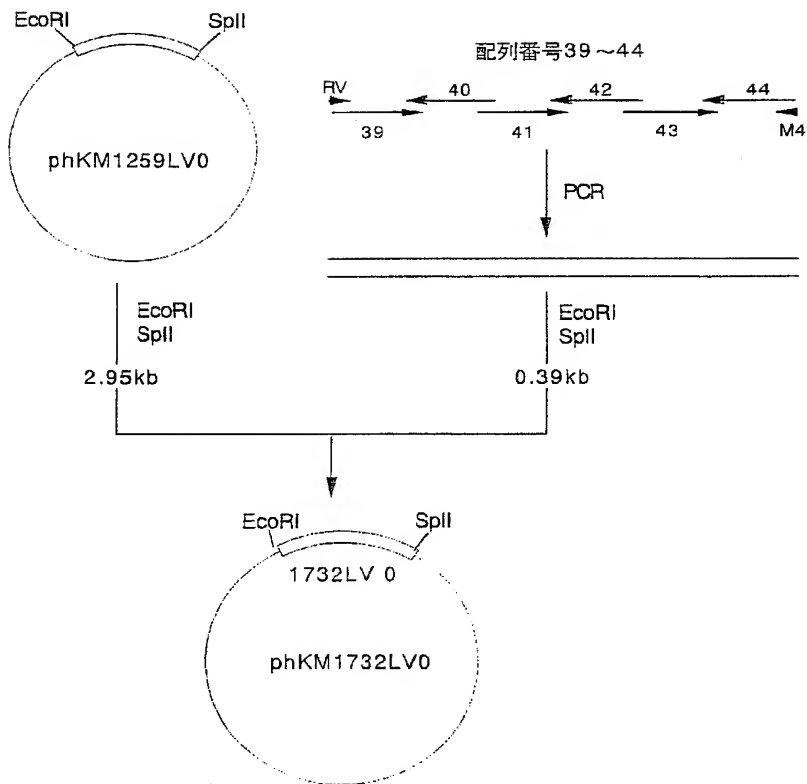 EcoRI
SplI
phKM1259LV0
配列番号39~44
RV
40
42
44
39
41
43
M4
PCR
EcoRI
SplI
2.95kb
EcoRI
SplI
0.39kb
EcoRI
SplI
1732LV 0
phKM1732LV0